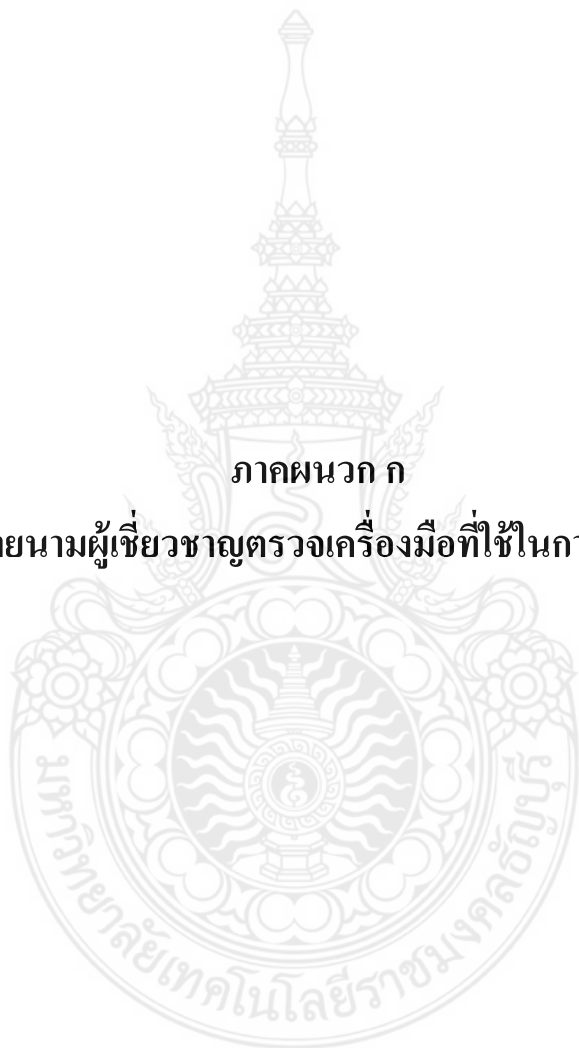 ภาคผนวก ก
ยนามผู้เชี่ยวชาญตรวจเครื่องมือที่ใช้ในกา
มหาวิทยาลัยเทคโนโลยีราชมงคลธัญบุรี